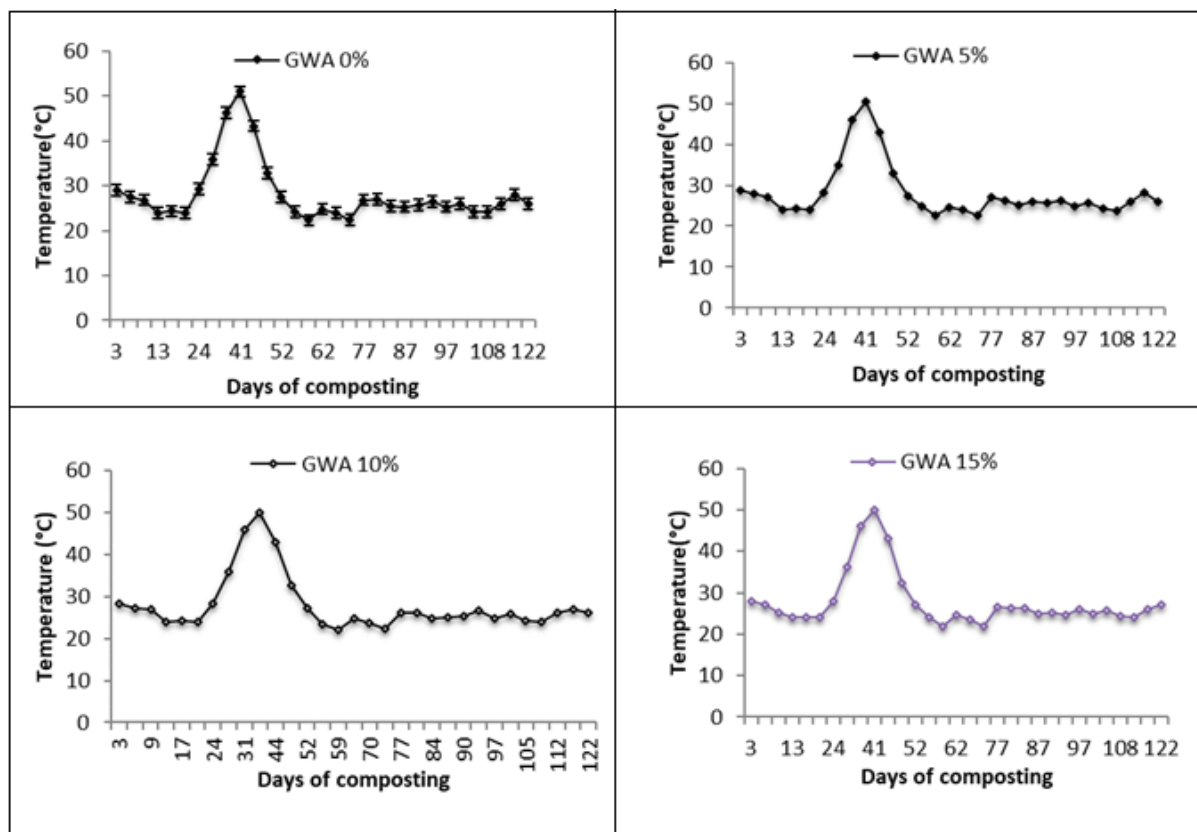 GWA 0%
60
50
40
30
20
10
0
Temperature(°C)
3 13 24 41 52 62 77 87 97 108 122
Days of composting
GWA 5%
60
50
40
30
20
10
0
Temperature(°C)
3 13 24 41 52 62 77 87 97 108 122
Days of composting
GWA 10%
60
50
40
30
20
10
0
Temperature (°C)
3 9 17 24 31 44 52 59 70 77 84 90 97 105 112 122
Days of composting
GWA 15%
60
50
40
30
20
10
0
Temperature(°C)
3 13 24 41 52 62 77 87 97 108 122
Days of composting